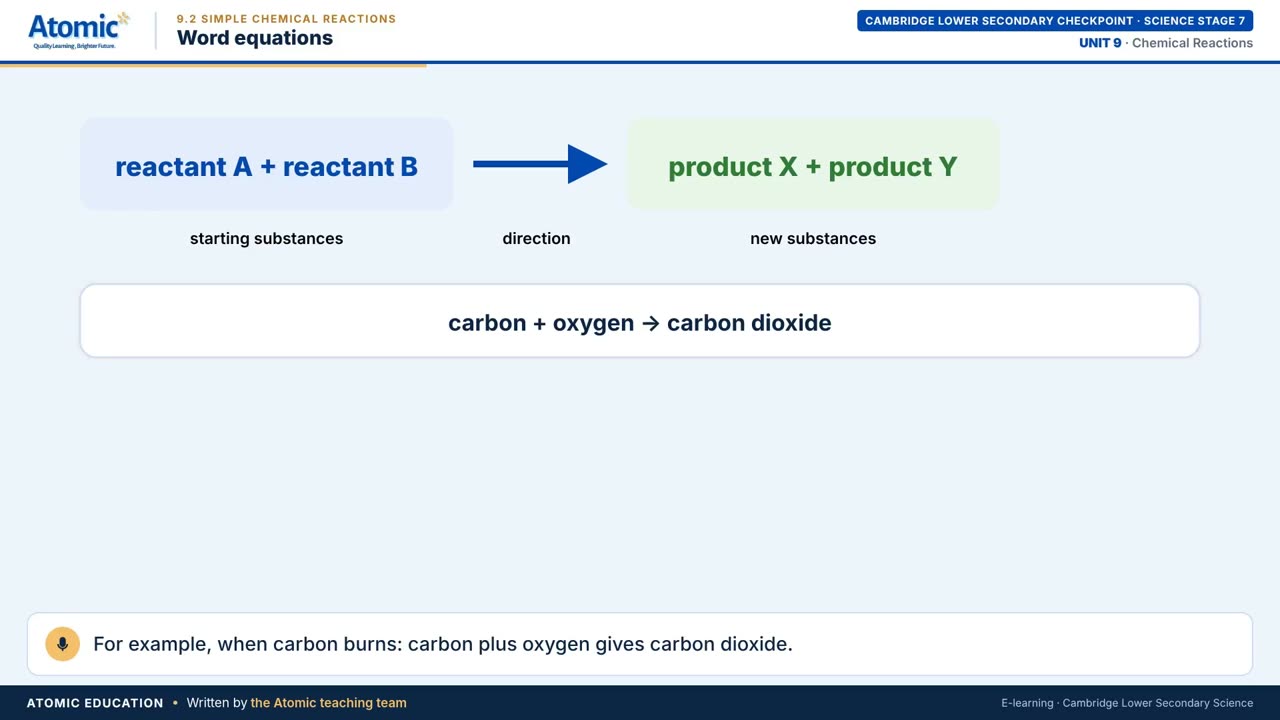 Atomic
Quality Learning, Brighter Future.
9.2 SIMPLE CHEMICAL REACTIONS
Word equations
CAMBRIDGE LOWER SECONDARY CHECKPOINT · SCIENCE STAGE 7
UNIT 9 · Chemical Reactions
reactant A + reactant B
product X + product Y
starting substances
direction
new substances
carbon + oxygen → carbon dioxide
For example, when carbon burns: carbon plus oxygen gives carbon dioxide.
ATOMIC EDUCATION • Written by the Atomic teaching team
E-learning · Cambridge Lower Secondary Science